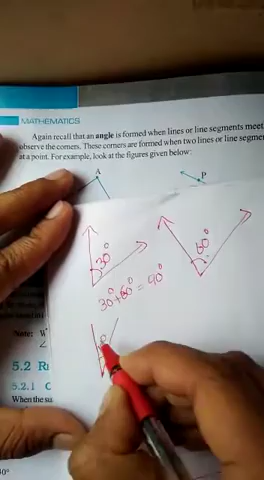 MATHEMATICS
Again recall that an angle is formed when lines or line segments meet
observe the corners. These corners are formed when two lines or line segme
at a point. For example, look at the figures given below:
A
P
30°
60°
30°+60° = 90°
Note: W
5.2 R
5.2.1 C
When the su